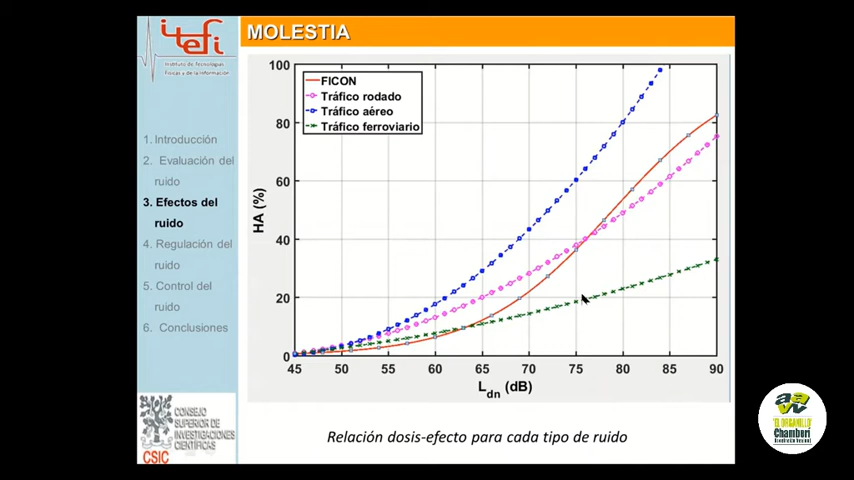 itefi
Instituto de Tecnologías
Físicas y de la Información
MOLESTIA
1. Introducción
2. Evaluación del
ruido
3. Efectos del
ruido
4. Regulación del
ruido
5. Control del
ruido
6. Conclusiones
FICON
Tráfico rodado
Tráfico aéreo
Tráfico ferroviario
HA (%)
100
80
60
40
20
0
45 50 55 60 65 70 75 80 85 90
Ldn (dB)
Relación dosis-efecto para cada tipo de ruido
CONSEJO
SUPERIOR DE
INVESTIGACIONES
CIENTÍFICAS
CSIC
aavv
"EL ORGANILLO"
Chamberí